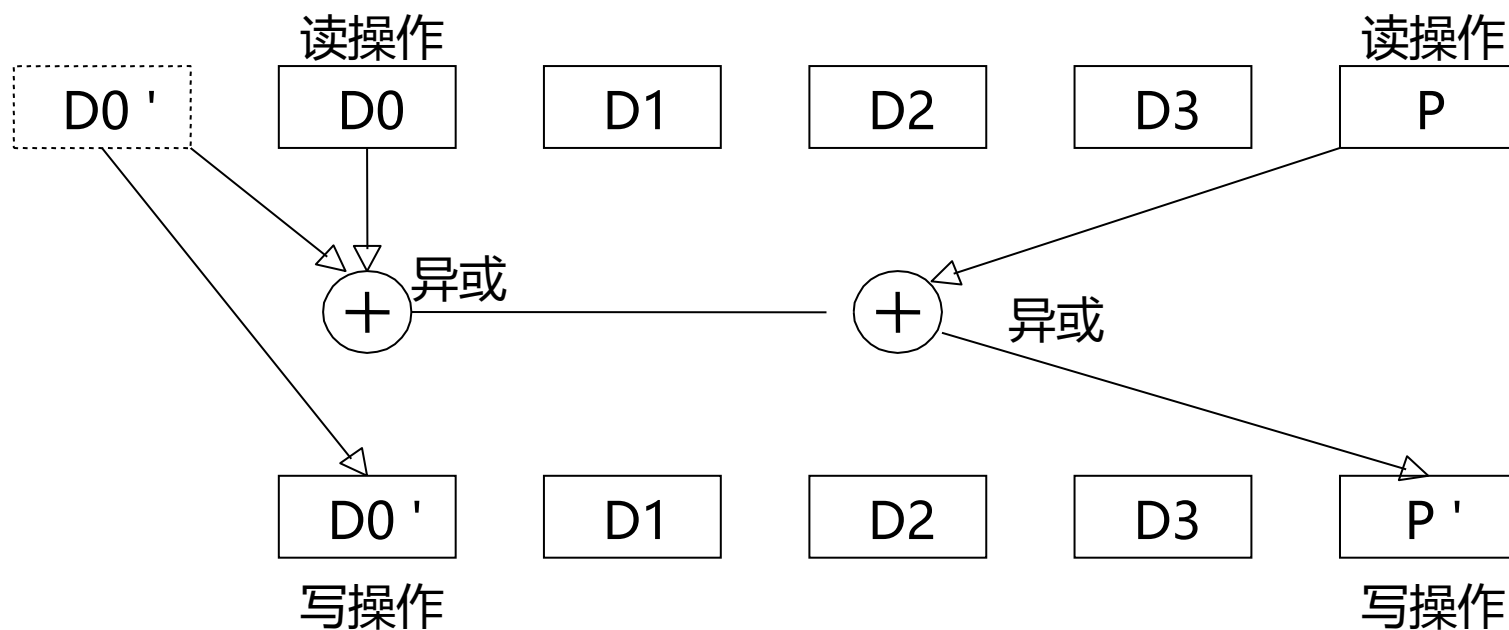 读操作 读操作
D0 ' D0 D1 D2 D3 P
异或
+ +
异或
D0 ' D1 D2 D3 P '
写操作 写操作